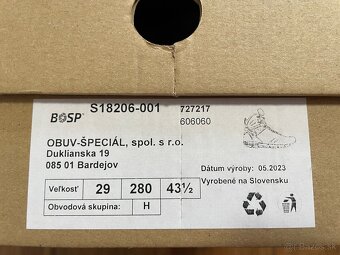 S18206-001
727217
BOSP
606060
OBUV-ŠPECIÁL, spol. s r.o.
Duklianska 19
085 01 Bardejov
Dátum výroby: 05.2023
Vyrobené na Slovensku
Veľkosť 29 280 43½
Obvodová skupina: H